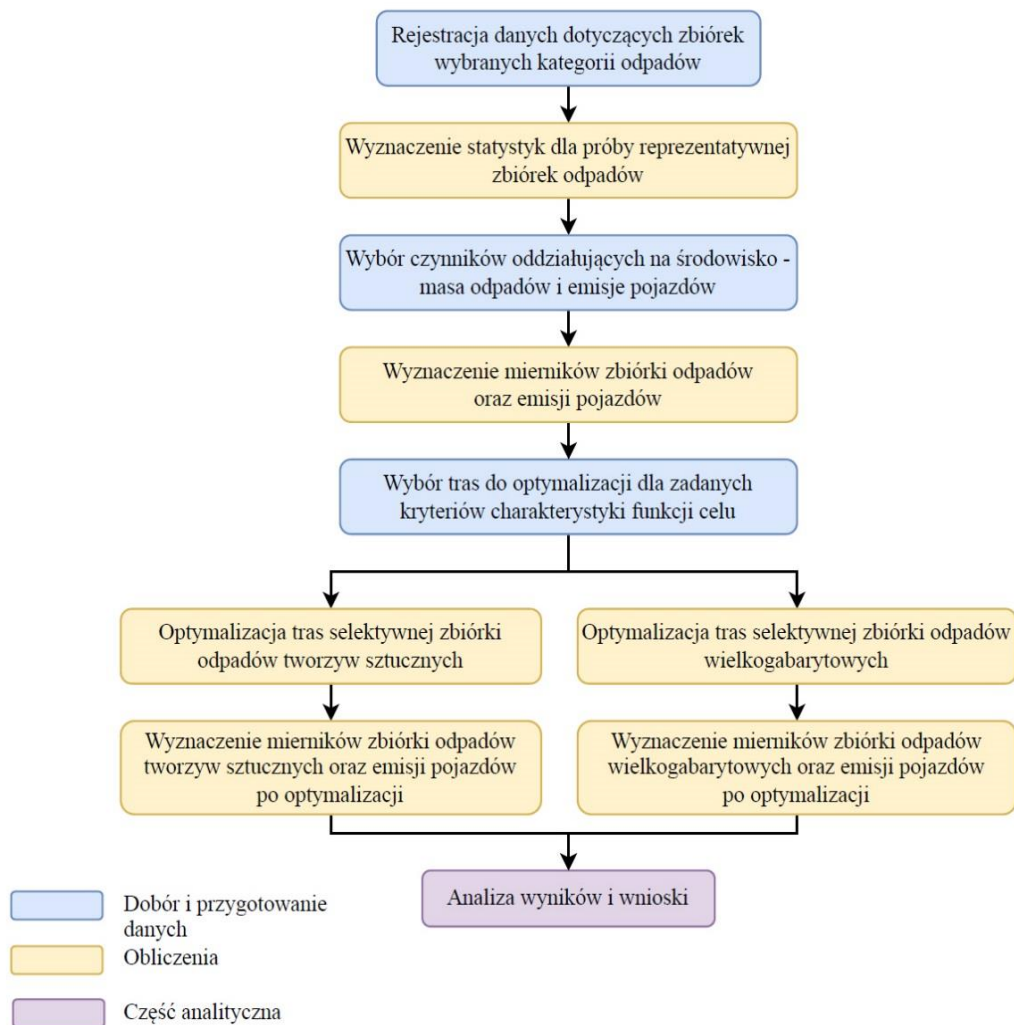 Rejestracja danych dotyczących zbiórek
wybranych kategorii odpadów
Wyznaczenie statystyk dla próby reprezentatywnej
zbiórek odpadów
Wybór czynników oddziałujących na środowisko -
masa odpadów i emisje pojazdów
Wyznaczenie mierników zbiórki odpadów
oraz emisji pojazdów
Wybór tras do optymalizacji dla zadanych
kryteriów charakterystyki funkcji celu
Optymalizacja tras selektywnej zbiórki
odpadów tworzyw sztucznych
Optymalizacja tras selektywnej zbiórki odpadów
wielkogabarytowych
Wyznaczenie mierników zbiórki odpadów
tworzyw sztucznych oraz emisji pojazdów
po optymalizacji
Wyznaczenie mierników zbiórki odpadów
wielkogabarytowych oraz emisji pojazdów
po optymalizacji
Analiza wyników i wnioski
Dobór i przygotowanie
danych
Obliczenia
Część analityczna